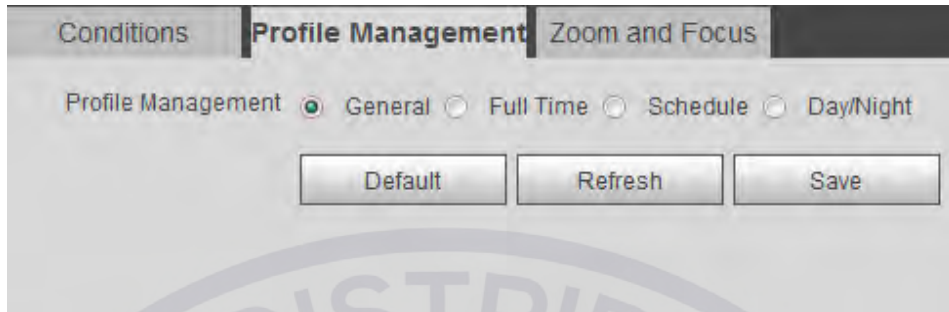 Conditions Profile Management Zoom and Focus
Profile Management General Full Time Schedule Day/Night
Default Refresh Save